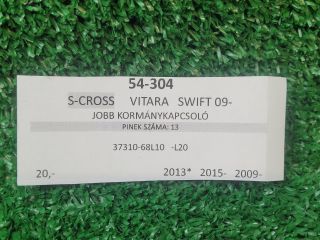 54-304
S-CROSS VITARA SWIFT 09-
JOBB KORMÁNYKAPCSOLÓ
PINEK SZÁMA: 13
37310-68L10 -L20
20,- 2013* 2015- 2009-